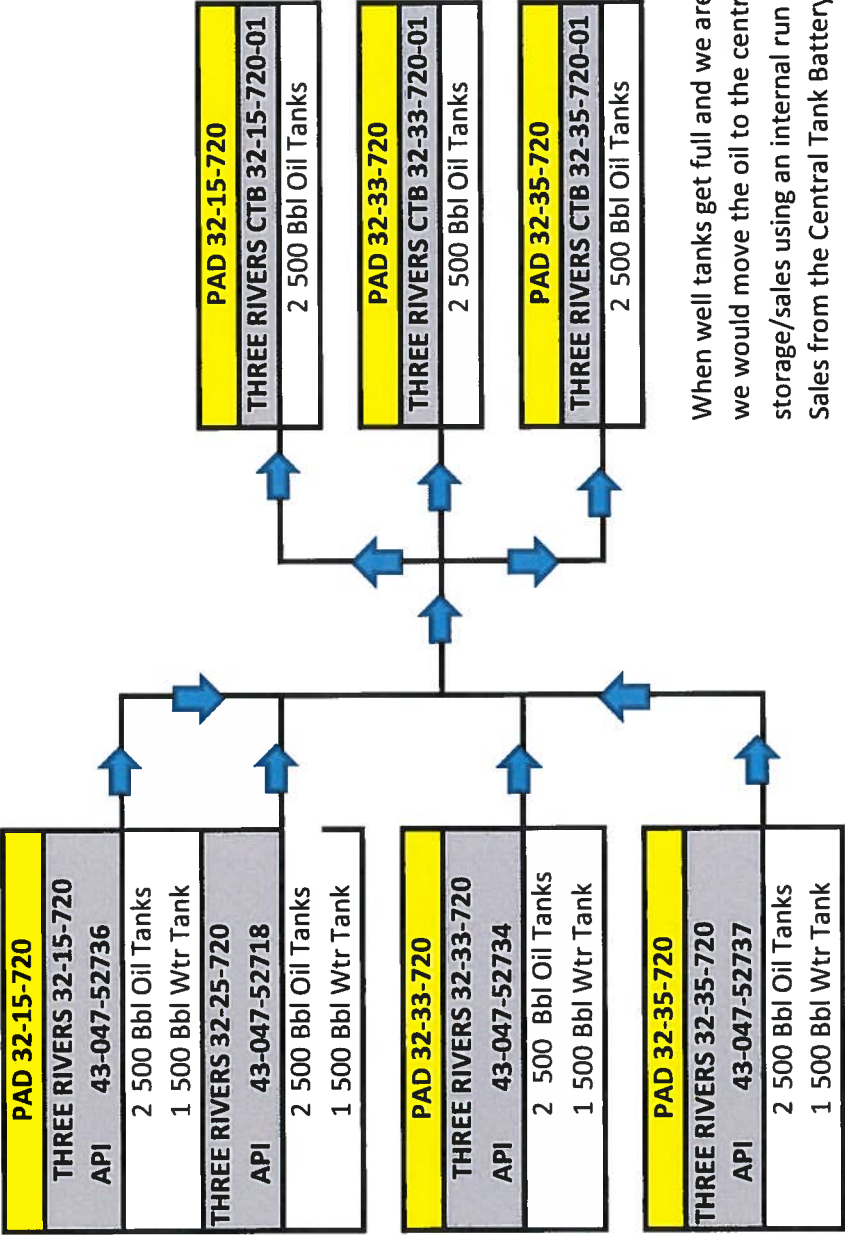 PAD 32-15-720
THREE RIVERS 32-15-720
API 43-047-52736
2 500 Bbl Oil Tanks
1 500 Bbl Wtr Tank
THREE RIVERS 32-25-720
API 43-047-52718
2 500 Bbl Oil Tanks
1 500 Bbl Wtr Tank
PAD 32-33-720
THREE RIVERS 32-33-720
API 43-047-52734
2 500 Bbl Oil Tanks
1 500 Bbl Wtr Tank
PAD 32-35-720
THREE RIVERS 32-35-720
API 43-047-52737
2 500 Bbl Oil Tanks
1 500 Bbl Wtr Tank
PAD 32-15-720
THREE RIVERS CTB 32-15-720-01
2 500 Bbl Oil Tanks
PAD 32-33-720
THREE RIVERS CTB 32-33-720-01
2 500 Bbl Oil Tanks
PAD 32-35-720
THREE RIVERS CTB 32-35-720-01
2 500 Bbl Oil Tanks
When well tanks get full and we are
we would move the oil to the centr
storage/sales using an internal run
Sales from the Central Tank Battery